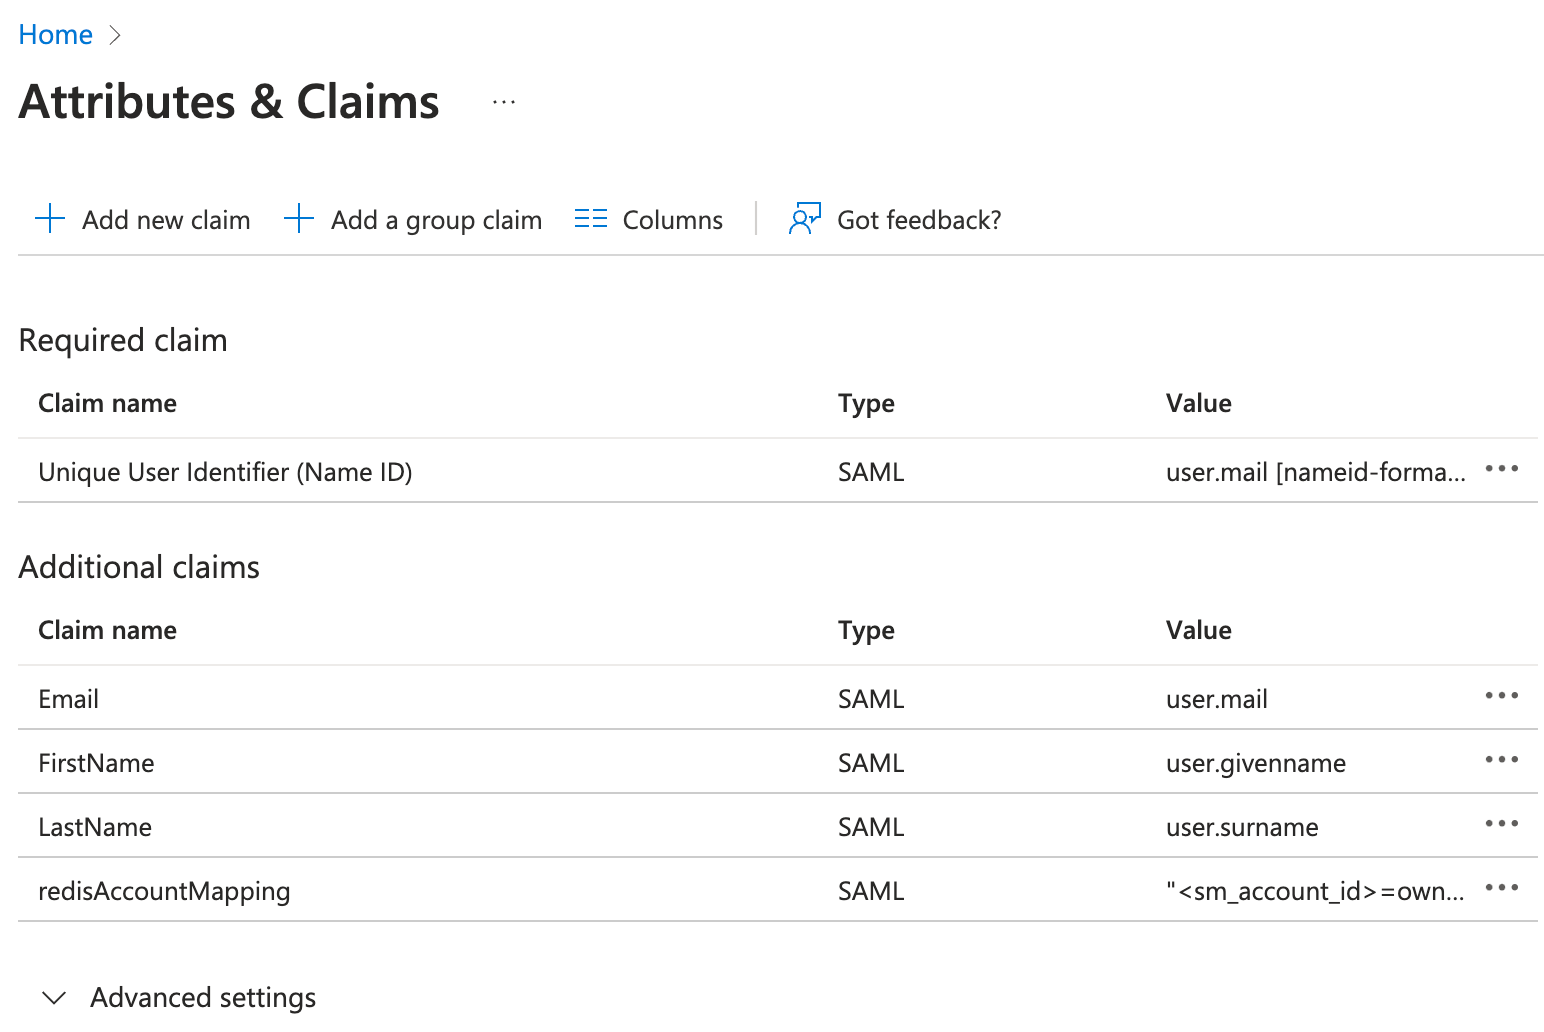 Home
Attributes & Claims ...
Add new claim Add a group claim Columns Got feedback?
Required claim
Claim name Type Value
Unique User Identifier (Name ID) SAML user.mail [nameid-forma...
Additional claims
Claim name Type Value
Email SAML user.mail
FirstName SAML user.givenname
LastName SAML user.surname
redisAccountMapping SAML "<sm_account_id>=own...
Advanced settings